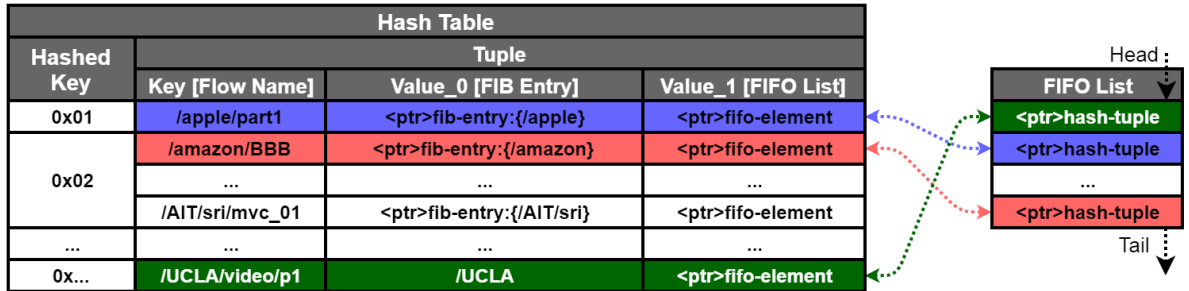 Hash Table
Hashed Key
Tuple
Key [Flow Name] Value_0 [FIB Entry] Value_1 [FIFO List]
0x01 /apple/part1 <ptr>fib-entry:{/apple} <ptr>fifo-element
0x02 /amazon/BBB <ptr>fib-entry:{/amazon} <ptr>fifo-element
... ... ...
/AIT/sri/mvc_01 <ptr>fib-entry:{/AIT/sri} <ptr>fifo-element
... ... ... ...
0x... /UCLA/video/p1 /UCLA <ptr>fifo-element
Head
FIFO List
<ptr>hash-tuple
<ptr>hash-tuple
...
<ptr>hash-tuple
Tail